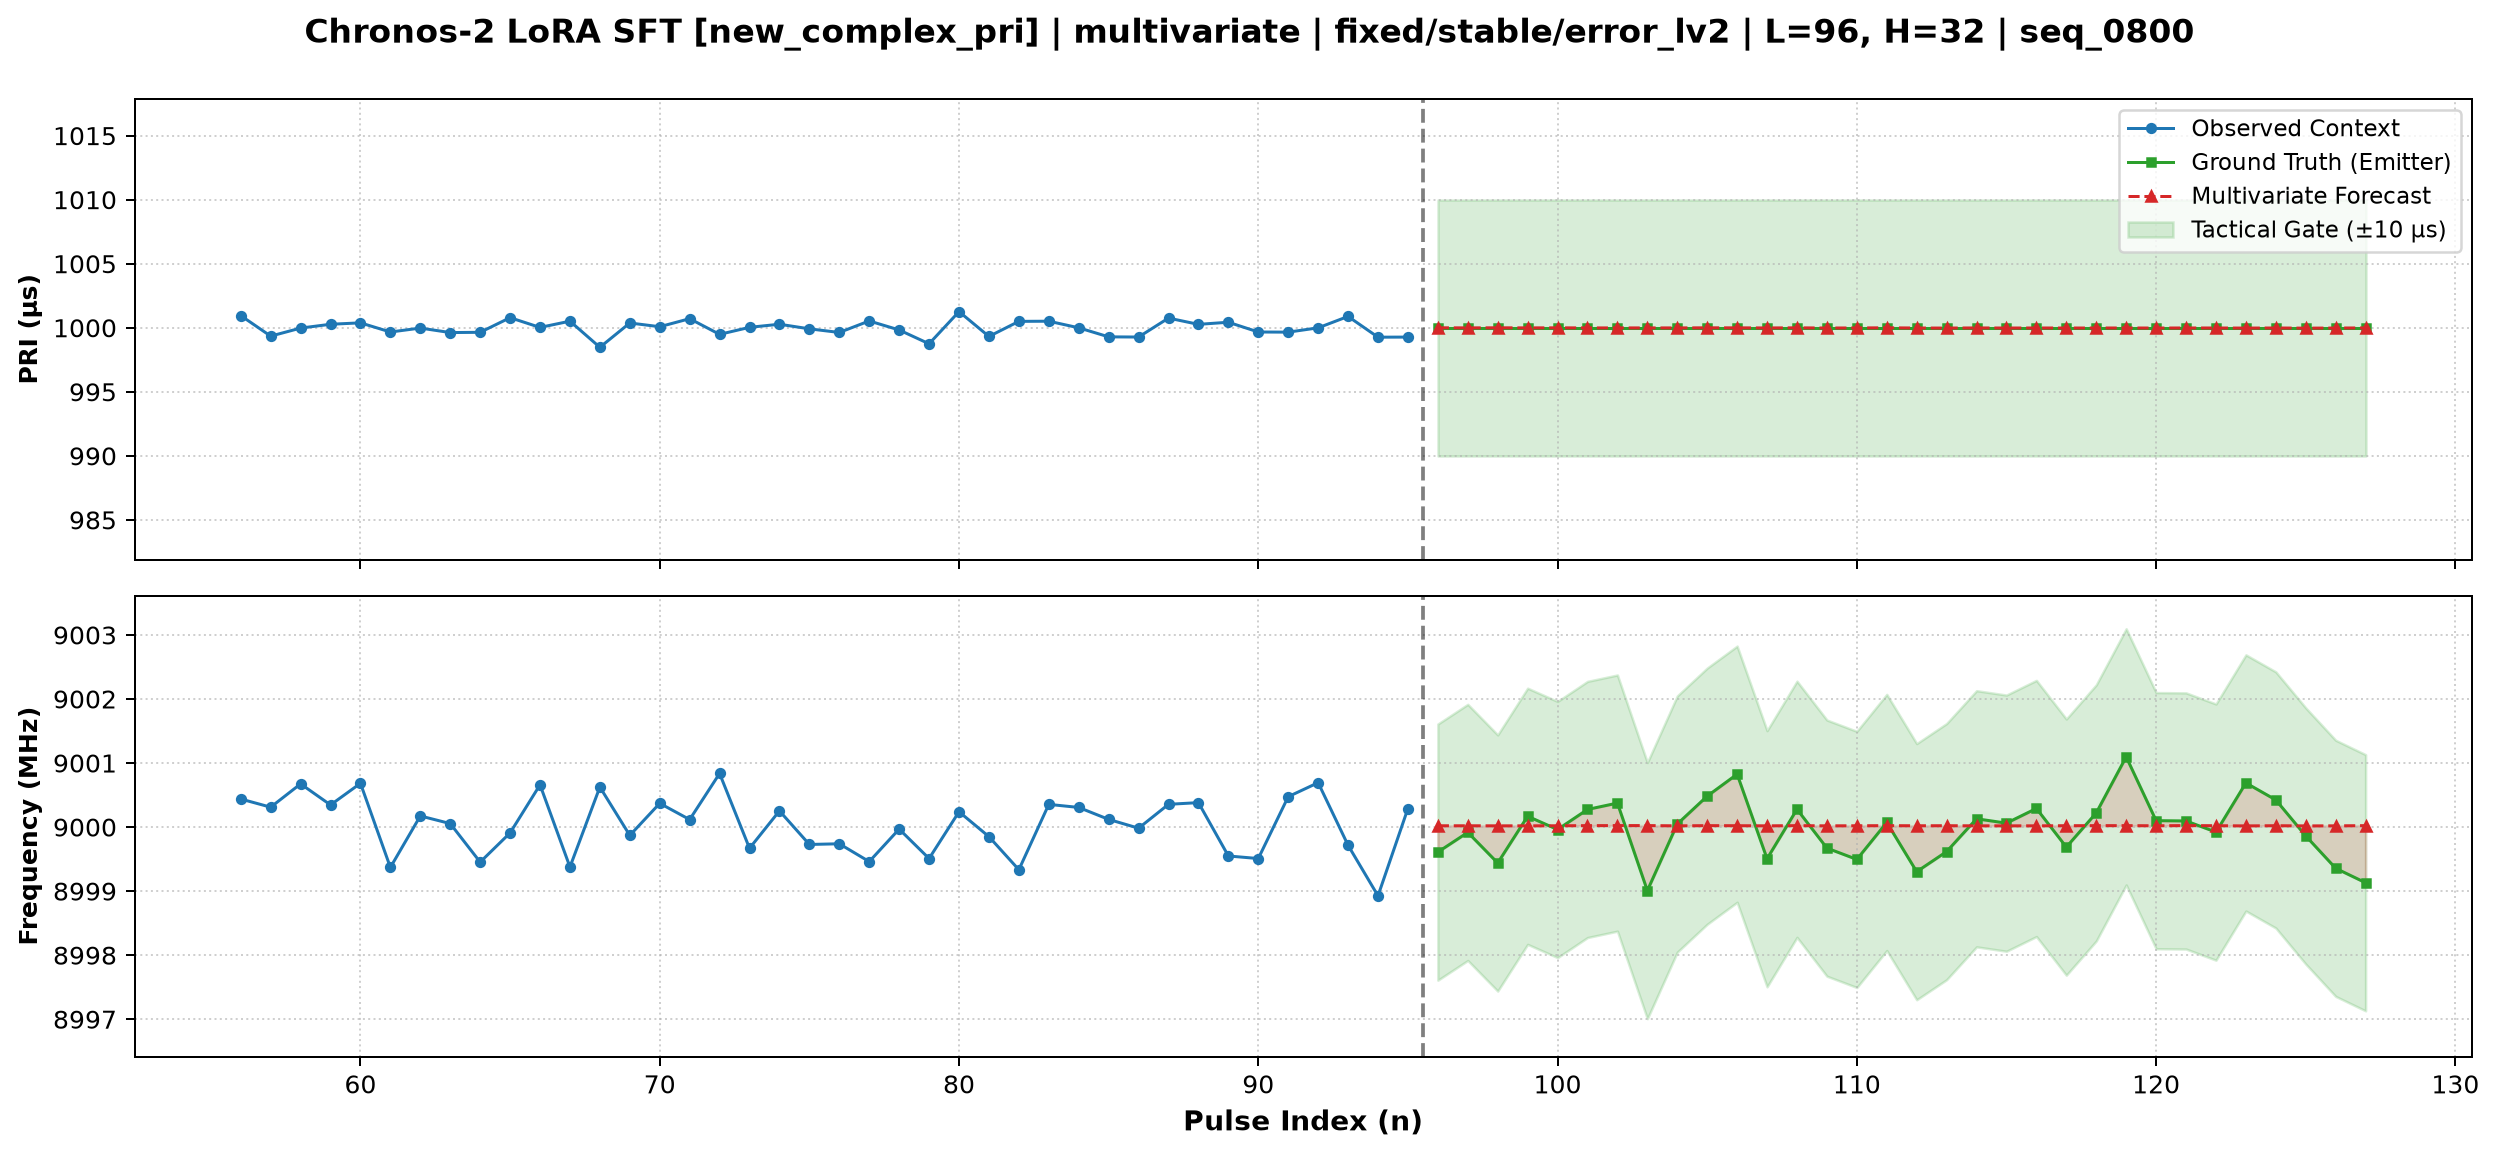 Chronos-2 LoRA SFT [new_complex_pri] | multivariate | fixed/stable/error_lv2 | L=96, H=32 | seq_0800
PRI (µs)
1015
1010
1005
1000
995
990
985
Observed Context
Ground Truth (Emitter)
Multivariate Forecast
Tactical Gate (±10 µs)
Frequency (MHz)
9003
9002
9001
9000
8999
8998
8997
60 70 80 90 100 110 120 130
Pulse Index (n)